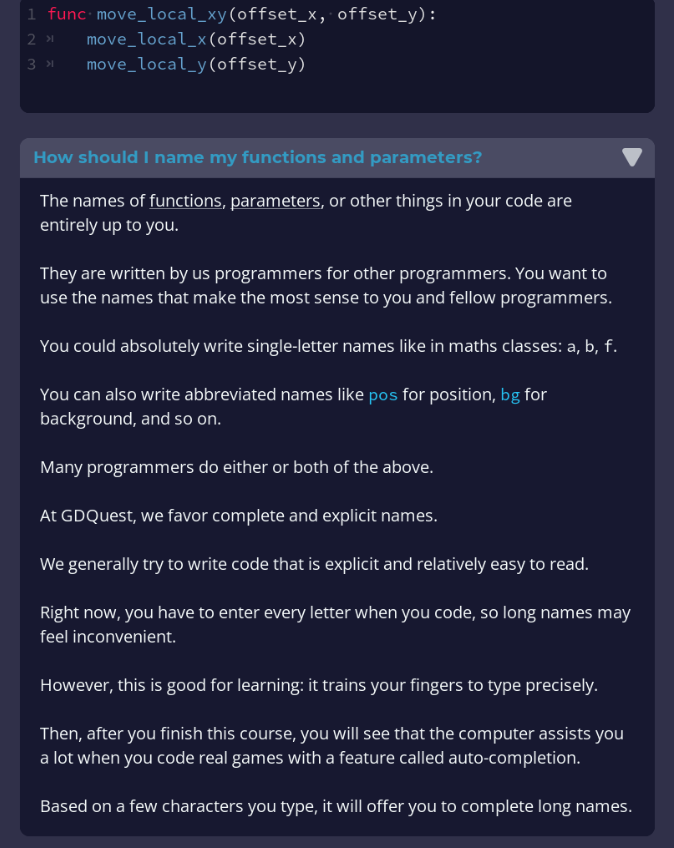 1 func move_local_xy(offset_x, offset_y):
2 move_local_x(offset_x)
3 move_local_y(offset_y)
How should I name my functions and parameters?
The names of functions, parameters, or other things in your code are
entirely up to you.
They are written by us programmers for other programmers. You want to
use the names that make the most sense to you and fellow programmers.
You could absolutely write single-letter names like in maths classes: a, b, f.
You can also write abbreviated names like pos for position, bg for
background, and so on.
Many programmers do either or both of the above.
At GDQuest, we favor complete and explicit names.
We generally try to write code that is explicit and relatively easy to read.
Right now, you have to enter every letter when you code, so long names may
feel inconvenient.
However, this is good for learning: it trains your fingers to type precisely.
Then, after you finish this course, you will see that the computer assists you
a lot when you code real games with a feature called auto-completion.
Based on a few characters you type, it will offer you to complete long names.